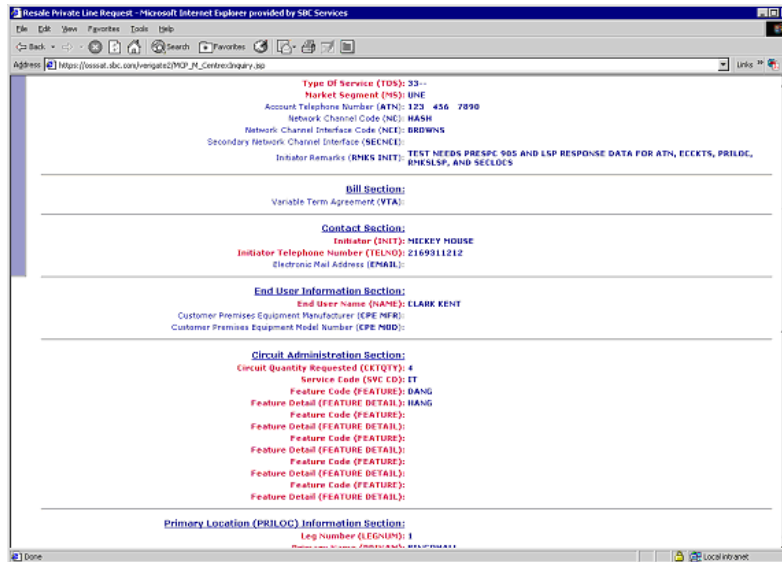 Resale Private Line Request - Microsoft Internet Explorer provided by SBC Services
File Edit View Favorites Tools Help
Back Search Favorites
Address https://osssat.sbc.com/verigate2/MCP_M_CentrexInquiry.jsp Links »
Type Of Service (TOS): 33--
Market Segment (MS): UNE
Account Telephone Number (ATN): 123 456 7890
Network Channel Code (NC): HASH
Network Channel Interface Code (NCI): BROWNS
Secondary Network Channel Interface (SECNCI):
Initiator Remarks (RMKS INIT): TEST NEEDS PRESPC 905 AND LSP RESPONSE DATA FOR ATN, ECCKTS, PRILOC,
RMKSLSP, AND SECLOCS
Bill Section:
Variable Term Agreement (VTA):
Contact Section:
Initiator (INIT): MICKEY MOUSE
Initiator Telephone Number (TELNO): 2169311212
Electronic Mail Address (EMAIL):
End User Information Section:
End User Name (NAME): CLARK KENT
Customer Premises Equipment Manufacturer (CPE MFR):
Customer Premises Equipment Model Number (CPE MOD):
Circuit Administration Section:
Circuit Quantity Requested (CKTQTY): 4
Service Code (SVC CD): IT
Feature Code (FEATURE): DANG
Feature Detail (FEATURE DETAIL): HANG
Feature Code (FEATURE):
Feature Detail (FEATURE DETAIL):
Feature Code (FEATURE):
Feature Detail (FEATURE DETAIL):
Feature Code (FEATURE):
Feature Detail (FEATURE DETAIL):
Feature Code (FEATURE):
Feature Detail (FEATURE DETAIL):
Primary Location (PRILOC) Information Section:
Leg Number (LEGNUM): 1
Done Local intranet